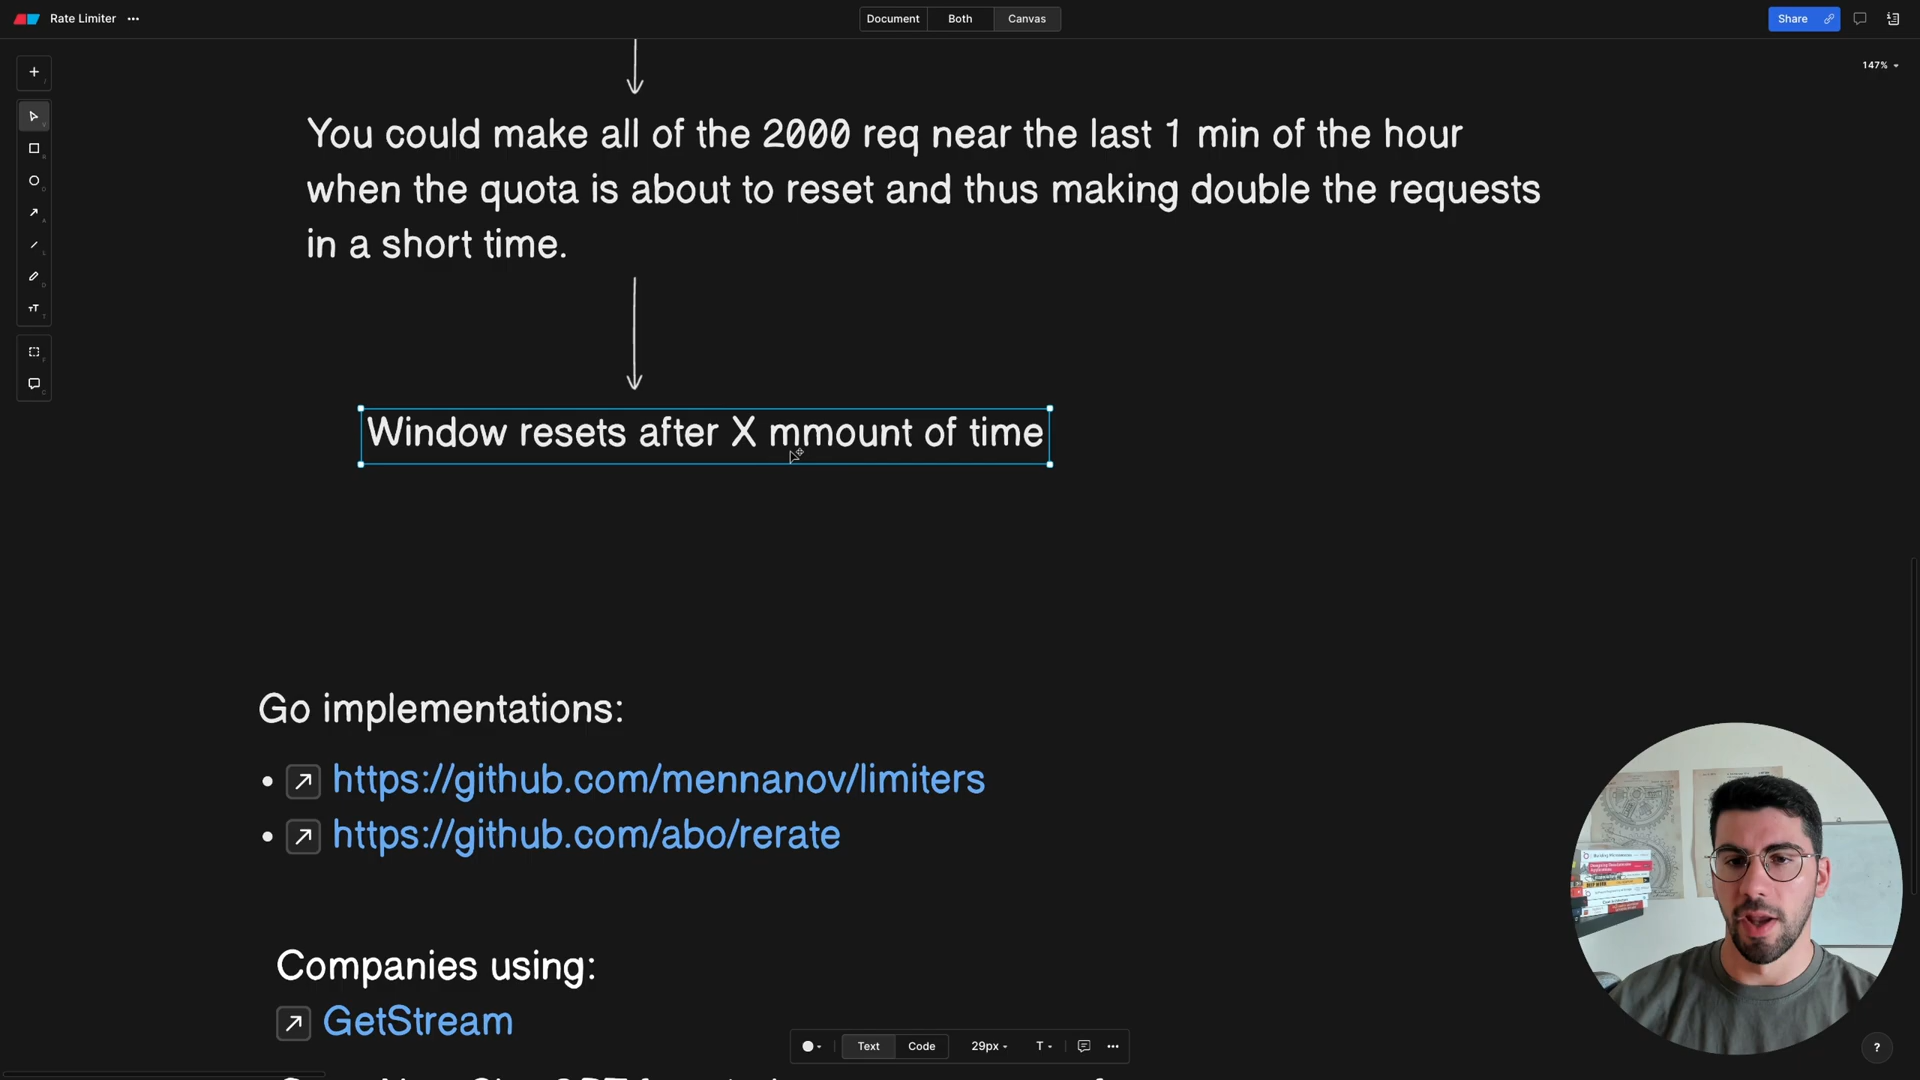 Rate Limiter
Document Both Canvas
Share
147%
You could make all of the 2000 req near the last 1 min of the hour
when the quota is about to reset and thus making double the requests
in a short time.
Window resets after X mmount of time
Go implementations:
• https://github.com/mennanov/limiters
• https://github.com/abo/rerate
Companies using:
GetStream
Text Code 29px T
?